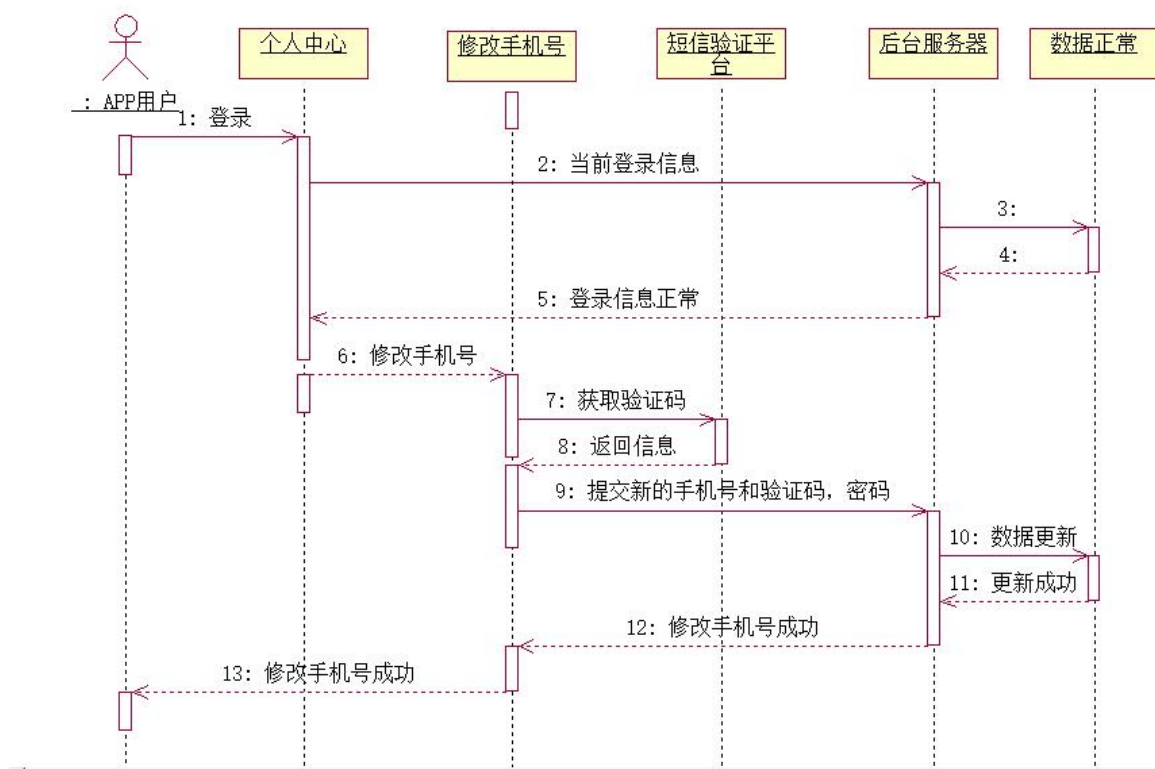 个人中心
修改手机号
短信验证平
台
后台服务器
数据正常
: APP用户
1: 登录
2: 当前登录信息
3:
4:
5: 登录信息正常
6: 修改手机号
7: 获取验证码
8: 返回信息
9: 提交新的手机号和验证码，密码
10: 数据更新
11: 更新成功
12: 修改手机号成功
13: 修改手机号成功